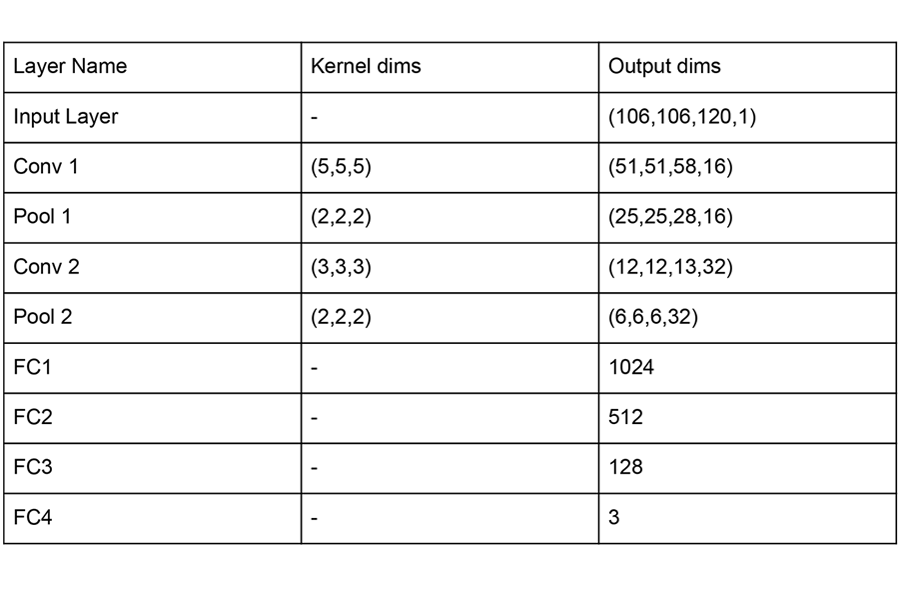 Layer Name Kernel dims Output dims
Input Layer - (106,106,120,1)
Conv 1 (5,5,5) (51,51,58,16)
Pool 1 (2,2,2) (25,25,28,16)
Conv 2 (3,3,3) (12,12,13,32)
Pool 2 (2,2,2) (6,6,6,32)
FC1 - 1024
FC2 - 512
FC3 - 128
FC4 - 3